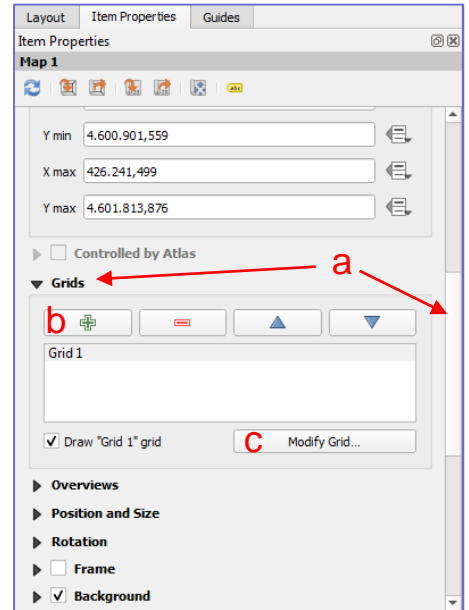 Layout Item Properties Guides
Item Properties
Map 1
abc
Y min 4.600.901,559
X max 426.241,499
Y max 4.601.813,876
Controlled by Atlas
a
Grids
b
Grid 1
Draw "Grid 1" grid c Modify Grid...
Overviews
Position and Size
Rotation
Frame
Background